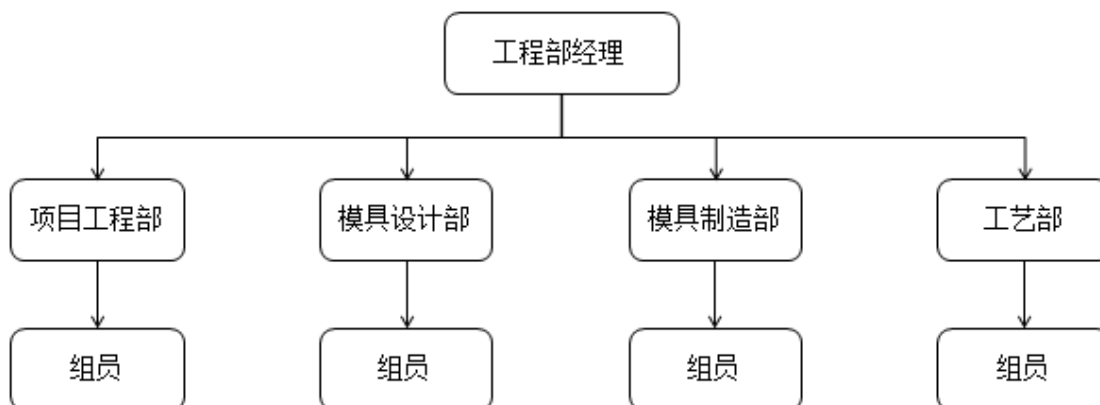 工程部经理
项目工程部
模具设计部
模具制造部
工艺部
组员
组员
组员
组员